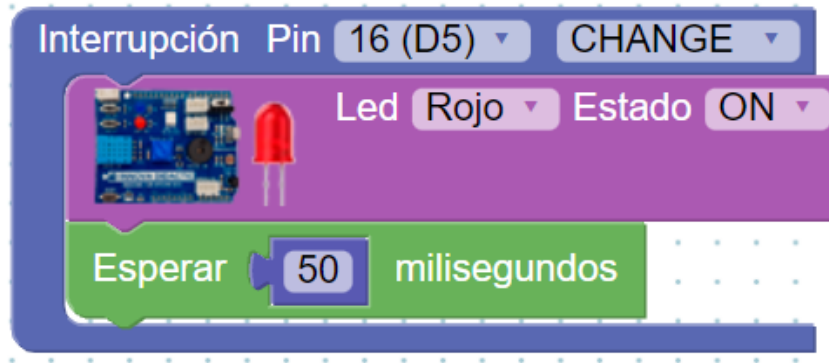 Interrupción Pin 16 (D5) CHANGE
Led Rojo Estado ON
Esperar 50 milisegundos